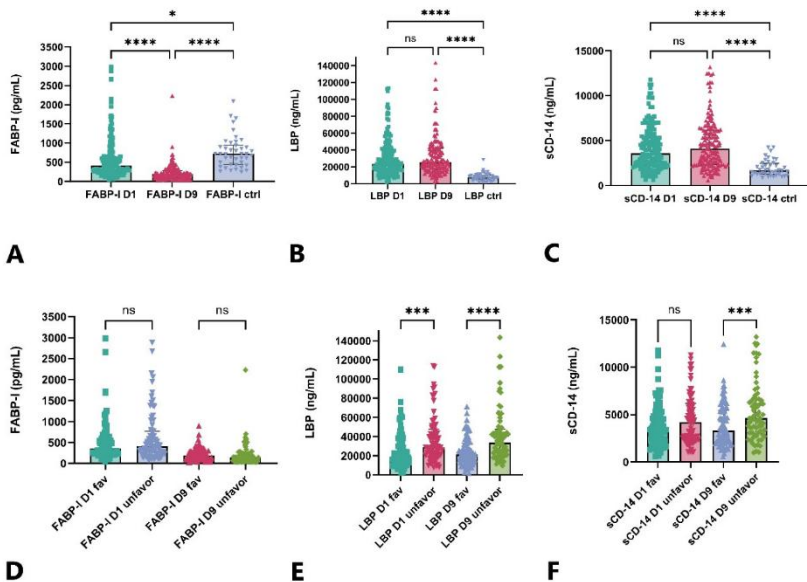 *
**** ****
FABP-I (pg/mL)
3500
3000
2500
2000
1500
1000
500
0
FABP-I D1 FABP-I D9 FABP-I ctrl
A
****
ns ****
LBP (ng/mL)
140000
120000
100000
80000
60000
40000
20000
0
LBP D1 LBP D9 LBP ctrl
B
****
ns ****
sCD-14 (ng/mL)
15000
10000
5000
0
sCD-14 D1 sCD-14 D9 sCD-14 ctrl
C
ns ns
FABP-I (pg/mL)
3500
3000
2500
2000
1500
1000
500
0
FABP-I D1 fav
FABP-I D1 unfavor
FABP-I D9 fav
FABP-I D9 unfavor
D
*** ****
LBP (ng/mL)
140000
120000
100000
80000
60000
40000
20000
0
LBP D1 fav
LBP D1 unfavor
LBP D9 fav
LBP D9 unfavor
E
ns ***
sCD-14 (ng/mL)
15000
10000
5000
0
sCD-14 D1 fav
sCD-14 D1 unfavor
sCD-14 D9 fav
sCD-14 D9 unfavor
F